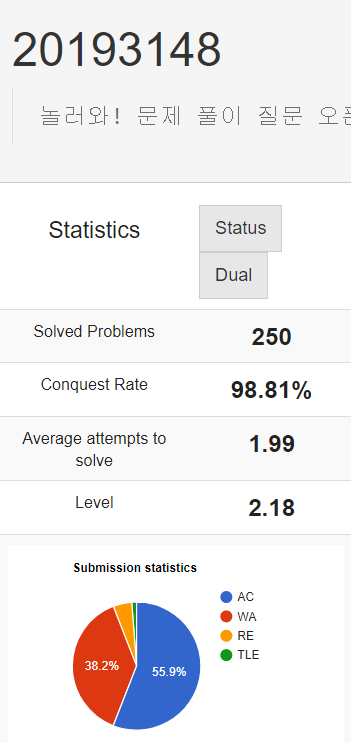 20193148
놀러와! 문제 풀이 질문 오픈
Statistics
Status
Dual
Solved Problems
250
Conquest Rate
98.81%
Average attempts to
solve
1.99
Level
2.18
Submission statistics
AC
WA
RE
TLE
38.2%
55.9%